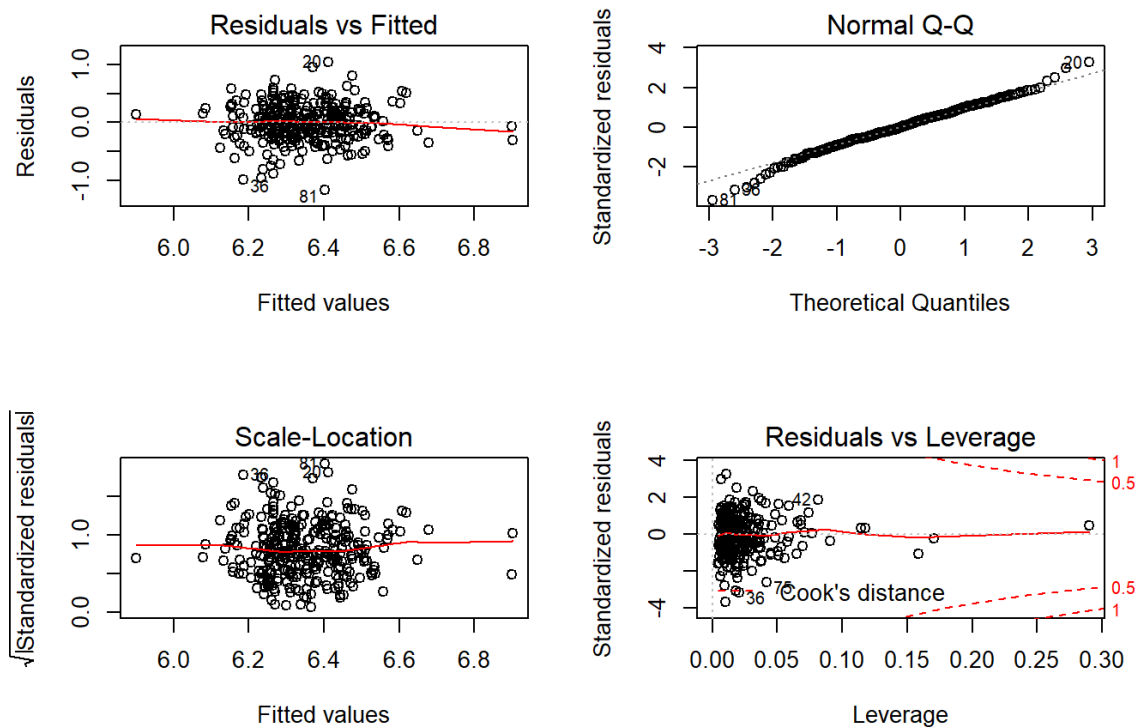 Residuals vs Fitted
Residuals
1.0
0.0
-1.0
20
36
81
6.0 6.2 6.4 6.6 6.8
Fitted values
Normal Q-Q
Standardized residuals
4
2
0
-2
20
36
81
-3 -2 -1 0 1 2 3
Theoretical Quantiles
Scale-Location
√|Standardized residuals|
1.0
0.0
81
36
20
6.0 6.2 6.4 6.6 6.8
Fitted values
Residuals vs Leverage
Standardized residuals
4
2
0
-2
-4
42
75
36
Cook's distance
1
0.5
0.5
1
0.00 0.05 0.10 0.15 0.20 0.25 0.30
Leverage